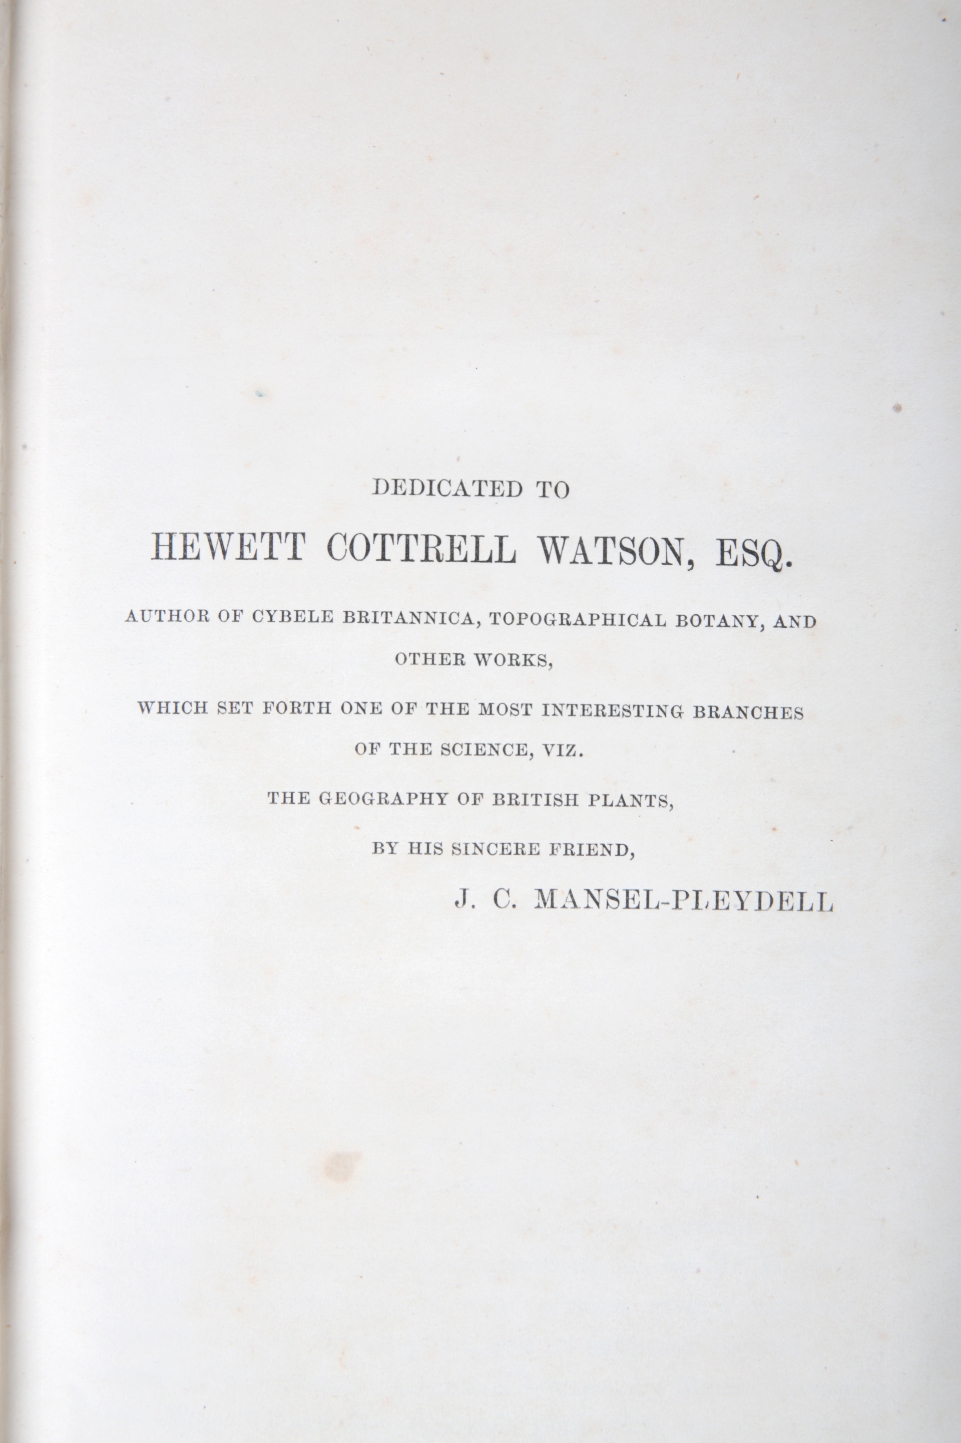 DEDICATED TO
HEWETT COTTRELL WATSON, ESQ.
AUTHOR OF CYBELE BRITANNICA, TOPOGRAPHICAL BOTANY, AND
OTHER WORKS,
WHICH SET FORTH ONE OF THE MOST INTERESTING BRANCHES
OF THE SCIENCE, VIZ.
THE GEOGRAPHY OF BRITISH PLANTS,
BY HIS SINCERE FRIEND,
J. C. MANSEL-PLEYDELL